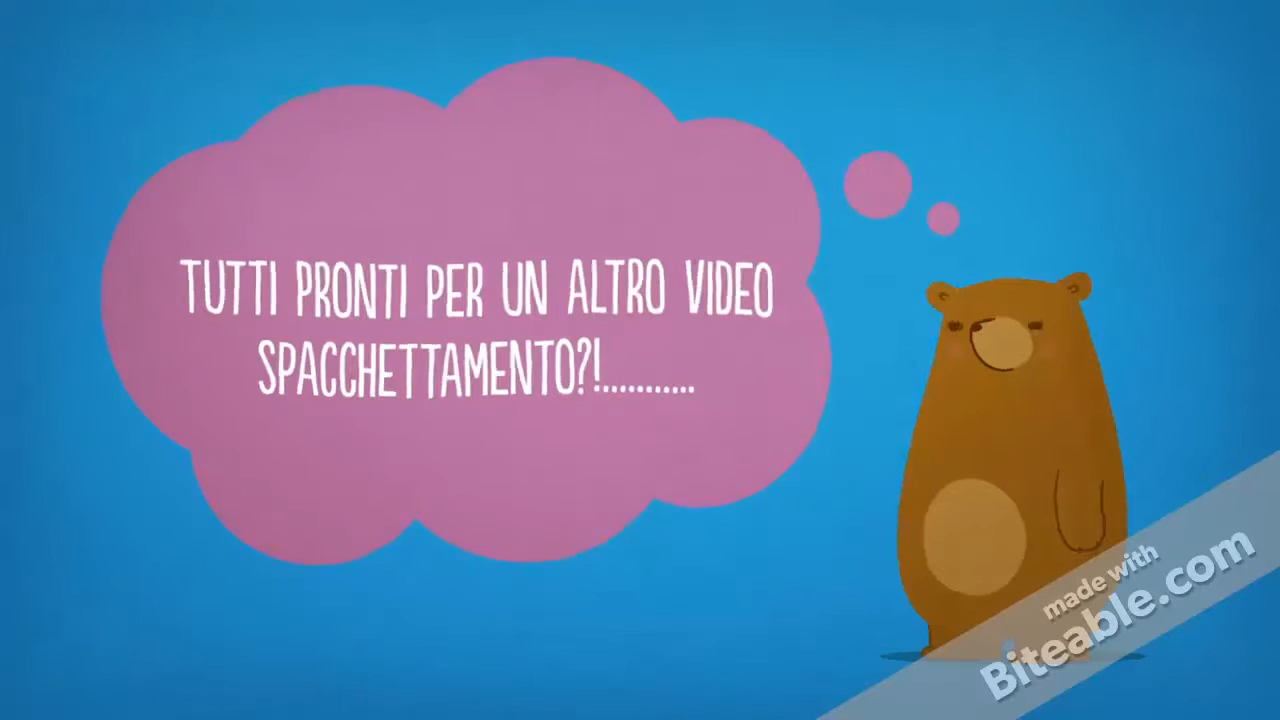 TUTTI PRONTI PER UN ALTRO VIDEO
SPACCHETTAMENTO?!...........
made with
Biteable.com